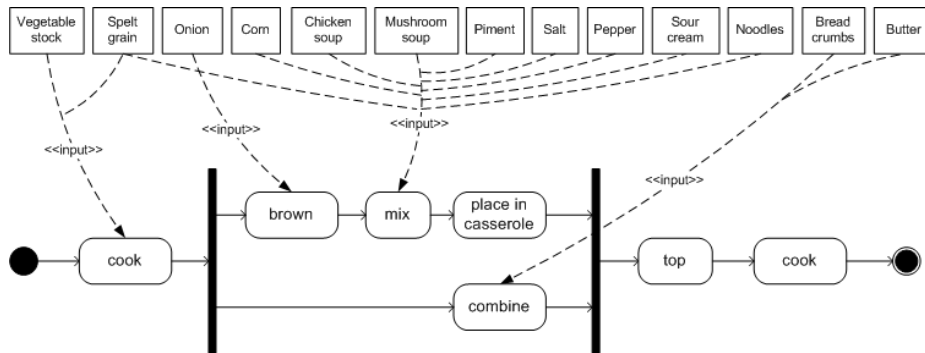 Vegetable
stock
Spelt
grain
Onion
Corn
Chicken
soup
Mushroom
soup
Piment
Salt
Pepper
Sour
cream
Noodles
Bread
crumbs
Butter
<<input>>
<<input>>
<<input>>
<<input>>
brown
mix
place in
casserole
cook
top
cook
combine